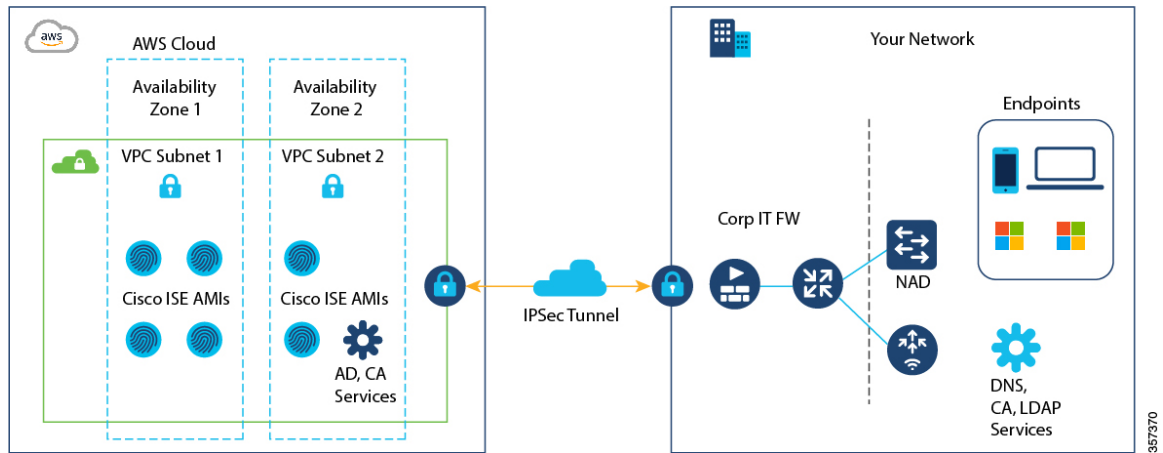 aws
AWS Cloud
Availability
Zone 1
Availability
Zone 2
VPC Subnet 1
VPC Subnet 2
Cisco ISE AMIs
Cisco ISE AMIs
AD, CA
Services
IPSec Tunnel
Your Network
Endpoints
Corp IT FW
NAD
DNS,
CA, LDAP
Services
357370